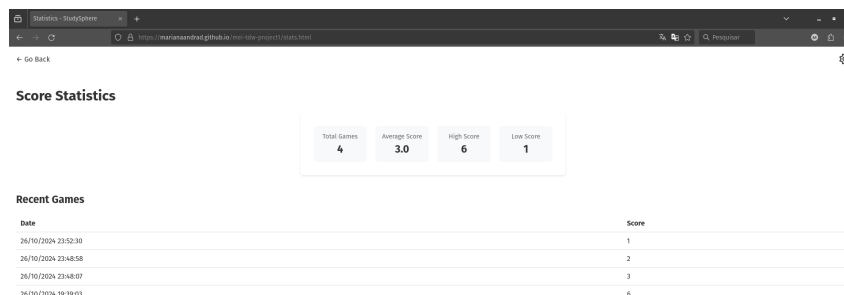 Statistics - StudySphere
https://marianaandrad.github.io/mei-tdw-project1/stats.html
Pesquisar
← Go Back
Score Statistics
Total Games Average Score High Score Low Score
4 3.0 6 1
Recent Games
Date Score
26/10/2024 23:52:30 1
26/10/2024 23:48:58 2
26/10/2024 23:48:07 3
26/10/2024 19:39:03 6